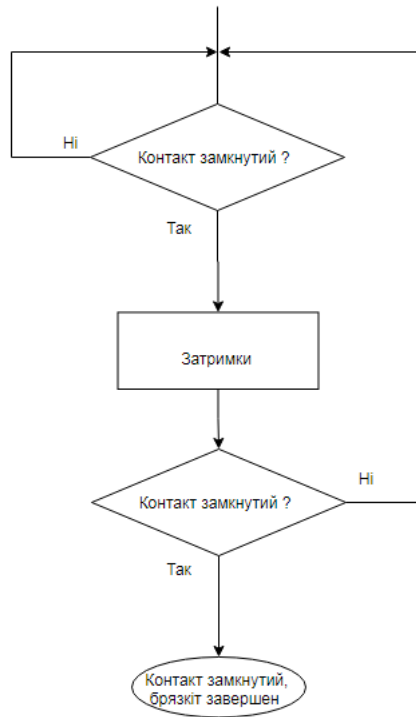 Ні
Контакт замкнутий ?
Так
Затримки
Контакт замкнутий ?
Ні
Так
Контакт замкнутий,
брязкіт завершен